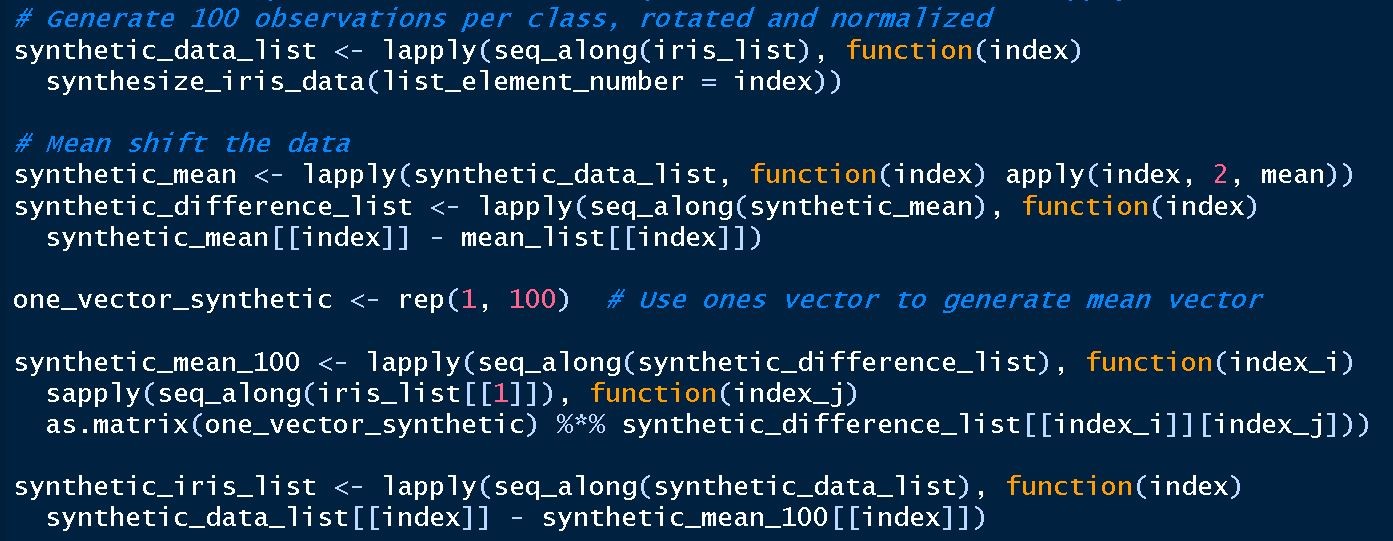 # Generate 100 observations per class, rotated and normalized
synthetic_data_list <- lapply(seq_along(iris_list), function(index)
  synthesize_iris_data(list_element_number = index))
# Mean shift the data
synthetic_mean <- lapply(synthetic_data_list, function(index) apply(index, 2, mean))
synthetic_difference_list <- lapply(seq_along(synthetic_mean), function(index)
  synthetic_mean[[index]] - mean_list[[index]])
one_vector_synthetic <- rep(1, 100)  # Use ones vector to generate mean vector
synthetic_mean_100 <- lapply(seq_along(synthetic_difference_list), function(index_i)
  sapply(seq_along(iris_list[[1]]), function(index_j)
  as.matrix(one_vector_synthetic) %*% synthetic_difference_list[[index_i]][index_j]))
synthetic_iris_list <- lapply(seq_along(synthetic_data_list), function(index)
  synthetic_data_list[[index]] - synthetic_mean_100[[index]])